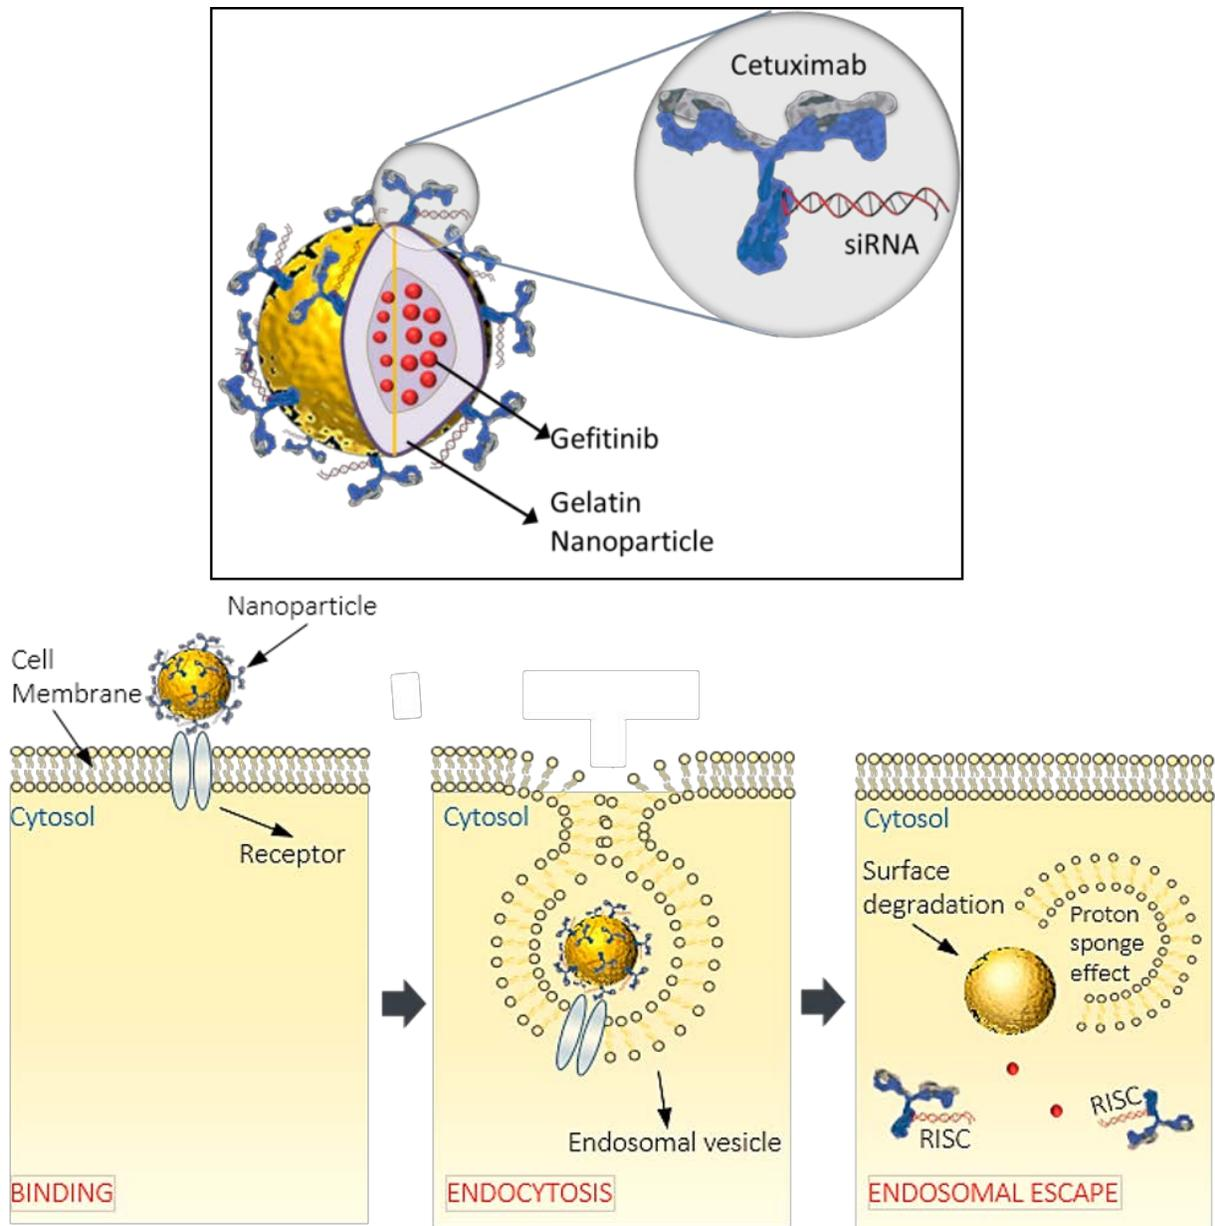 Cetuximab
siRNA
Gefitinib
Gelatin
Nanoparticle
Nanoparticle
Cell
Membrane
Cytosol
Receptor
BINDING
Cytosol
Endosomal vesicle
ENDOCYTOSIS
Cytosol
Surface
degradation
Proton
sponge
effect
RISC
RISC
ENDOSOMAL ESCAPE